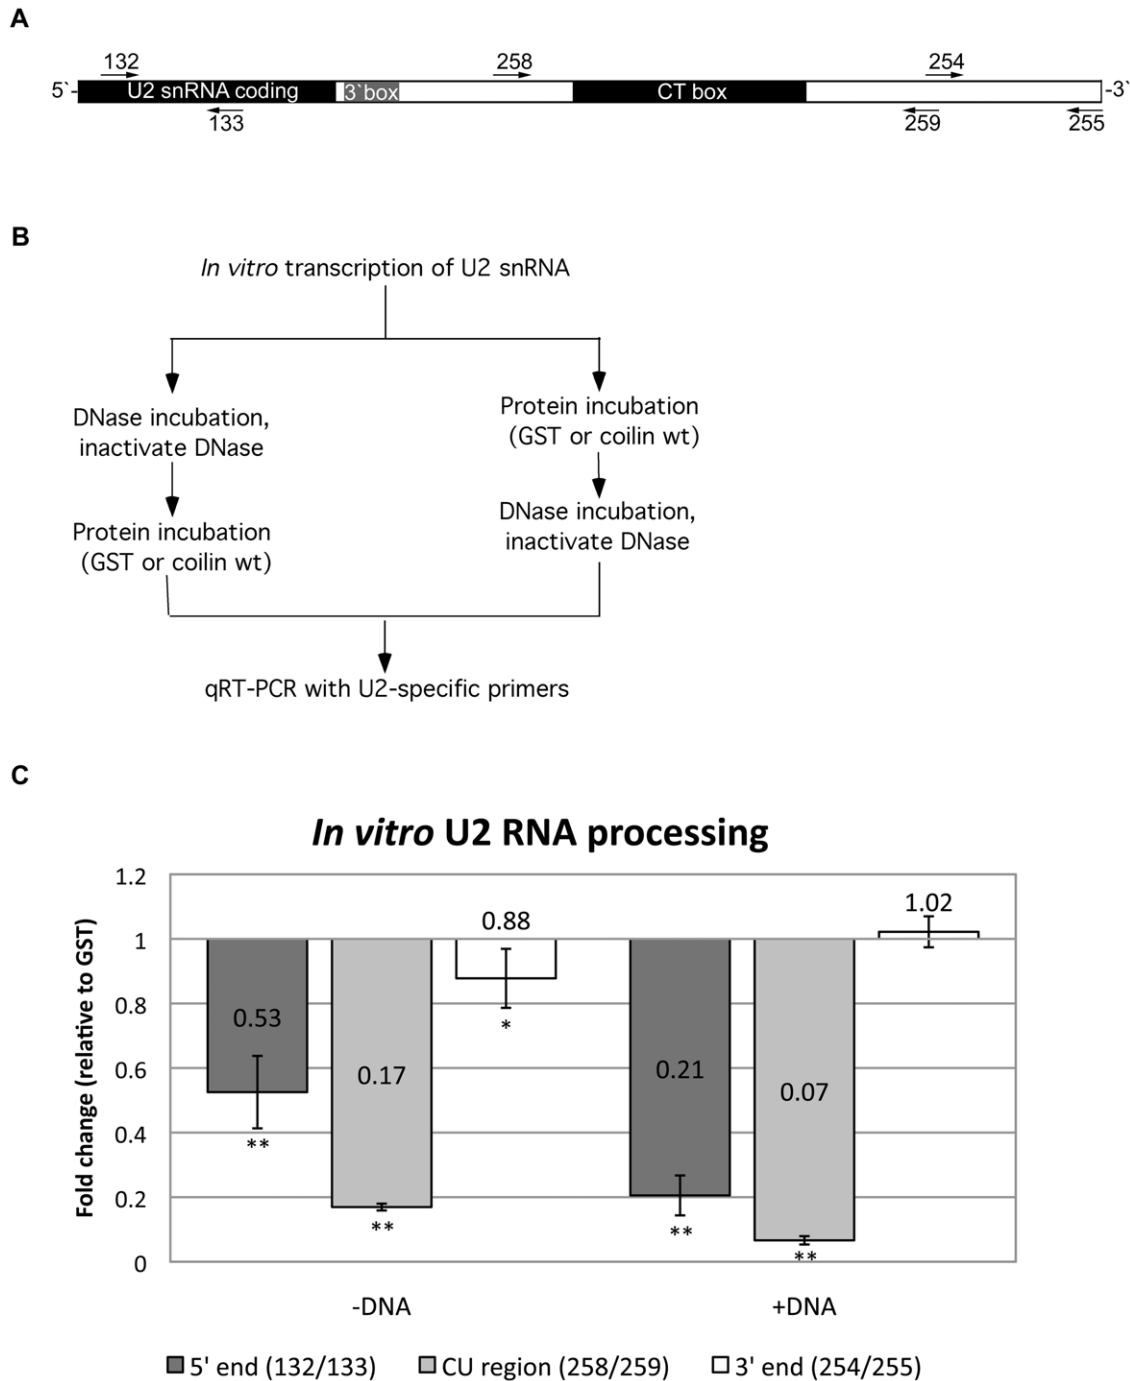 A
132 258 254
5`- U2 snRNA coding 3`box CT box -3`
133 259 255
B
In vitro transcription of U2 snRNA
DNase incubation,
inactivate DNase
Protein incubation
(GST or coilin wt)
Protein incubation
(GST or coilin wt)
DNase incubation,
inactivate DNase
qRT-PCR with U2-specific primers
C
In vitro U2 RNA processing
Fold change (relative to GST)
1.2
1
0.8
0.6
0.4
0.2
0
0.53
**
0.17
**
0.88
*
0.21
**
0.07
**
1.02
-DNA +DNA
5' end (132/133) CU region (258/259) 3' end (254/255)